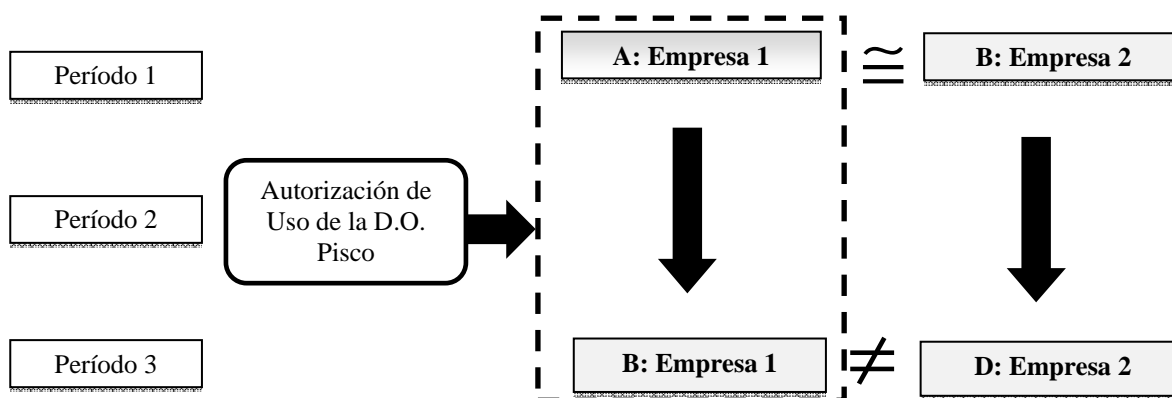 Período 1
A: Empresa 1
≅
B: Empresa 2
Período 2
Autorización de
Uso de la D.O.
Pisco
Período 3
B: Empresa 1
≠
D: Empresa 2